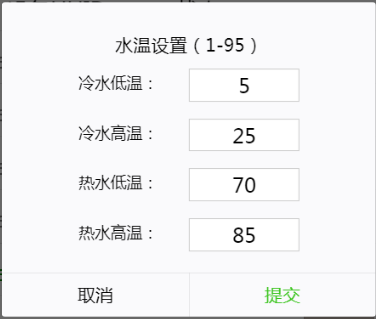 水温设置（1-95）
冷水低温： 5
冷水高温： 25
热水低温： 70
热水高温： 85
取消 提交